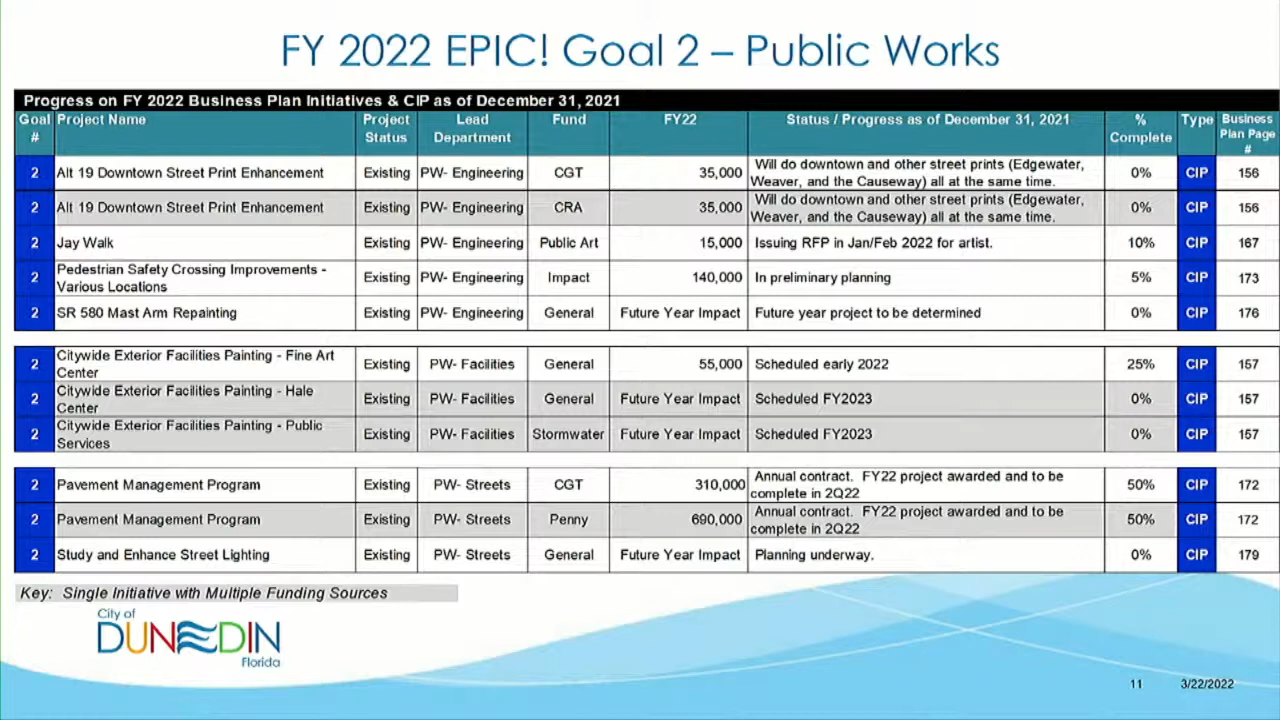 FY 2022 EPIC! Goal 2 – Public Works
Progress on FY 2022 Business Plan Initiatives & CIP as of December 31, 2021
Goal # Project Name Project Status Lead Department Fund FY22 Status / Progress as of December 31, 2021 % Complete Type Business Plan Page #
2 Alt 19 Downtown Street Print Enhancement Existing PW- Engineering CGT 35,000 Will do downtown and other street prints (Edgewater, Weaver, and the Causeway) all at the same time. 0% CIP 156
2 Alt 19 Downtown Street Print Enhancement Existing PW- Engineering CRA 35,000 Will do downtown and other street prints (Edgewater, Weaver, and the Causeway) all at the same time. 0% CIP 156
2 Jay Walk Existing PW- Engineering Public Art 15,000 Issuing RFP in Jan/Feb 2022 for artist. 10% CIP 167
2 Pedestrian Safety Crossing Improvements - Various Locations Existing PW- Engineering Impact 140,000 In preliminary planning 5% CIP 173
2 SR 580 Mast Arm Repainting Existing PW- Engineering General Future Year Impact Future year project to be determined 0% CIP 176
2 Citywide Exterior Facilities Painting - Fine Art Center Existing PW- Facilities General 55,000 Scheduled early 2022 25% CIP 157
2 Citywide Exterior Facilities Painting - Hale Center Existing PW- Facilities General Future Year Impact Scheduled FY2023 0% CIP 157
2 Citywide Exterior Facilities Painting - Public Services Existing PW- Facilities Stormwater Future Year Impact Scheduled FY2023 0% CIP 157
2 Pavement Management Program Existing PW- Streets CGT 310,000 Annual contract. FY22 project awarded and to be complete in 2Q22 50% CIP 172
2 Pavement Management Program Existing PW- Streets Penny 690,000 Annual contract. FY22 project awarded and to be complete in 2Q22 50% CIP 172
2 Study and Enhance Street Lighting Existing PW- Streets General Future Year Impact Planning underway. 0% CIP 179
Key: Single Initiative with Multiple Funding Sources
City of
DUNEDIN
Florida
11 3/22/2022